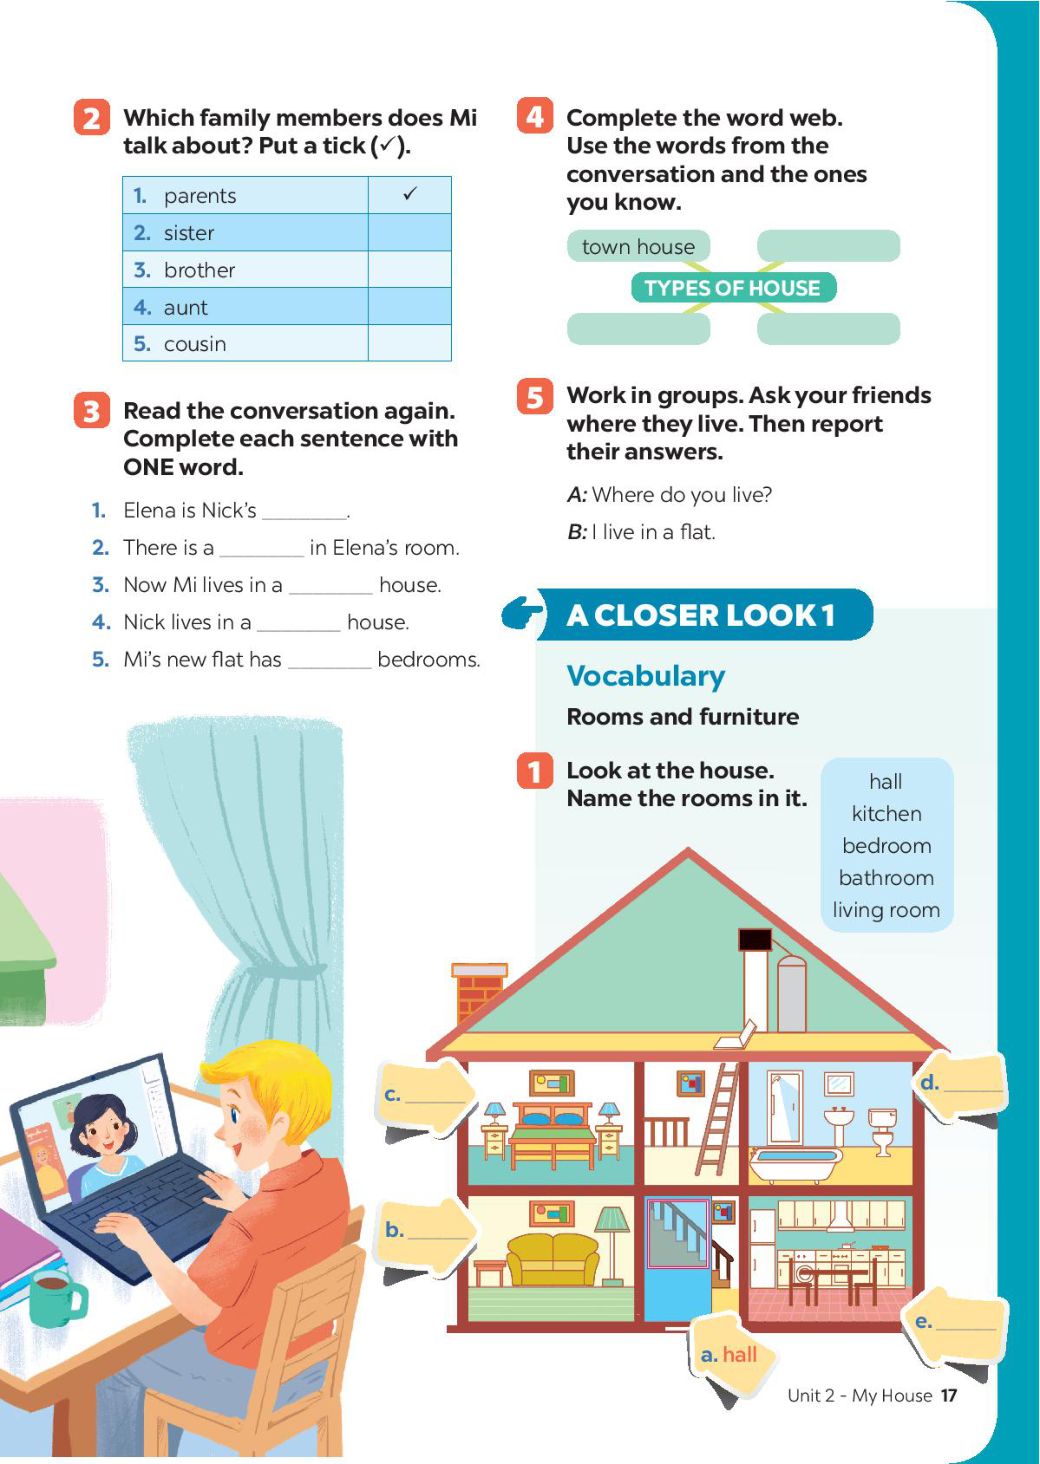 2 Which family members does Mi
talk about? Put a tick (✓).
1. parents ✓
2. sister
3. brother
4. aunt
5. cousin
3 Read the conversation again.
Complete each sentence with
ONE word.
1. Elena is Nick's ________.
2. There is a ________ in Elena's room.
3. Now Mi lives in a ________ house.
4. Nick lives in a ________ house.
5. Mi's new flat has ________ bedrooms.
4 Complete the word web.
Use the words from the
conversation and the ones
you know.
town house
TYPES OF HOUSE
5 Work in groups. Ask your friends
where they live. Then report
their answers.
A: Where do you live?
B: I live in a flat.
A CLOSER LOOK 1
Vocabulary
Rooms and furniture
1 Look at the house.
Name the rooms in it.
hall
kitchen
bedroom
bathroom
living room
c. ______
d. ______
b. ______
e. ______
a. hall
Unit 2 - My House 17